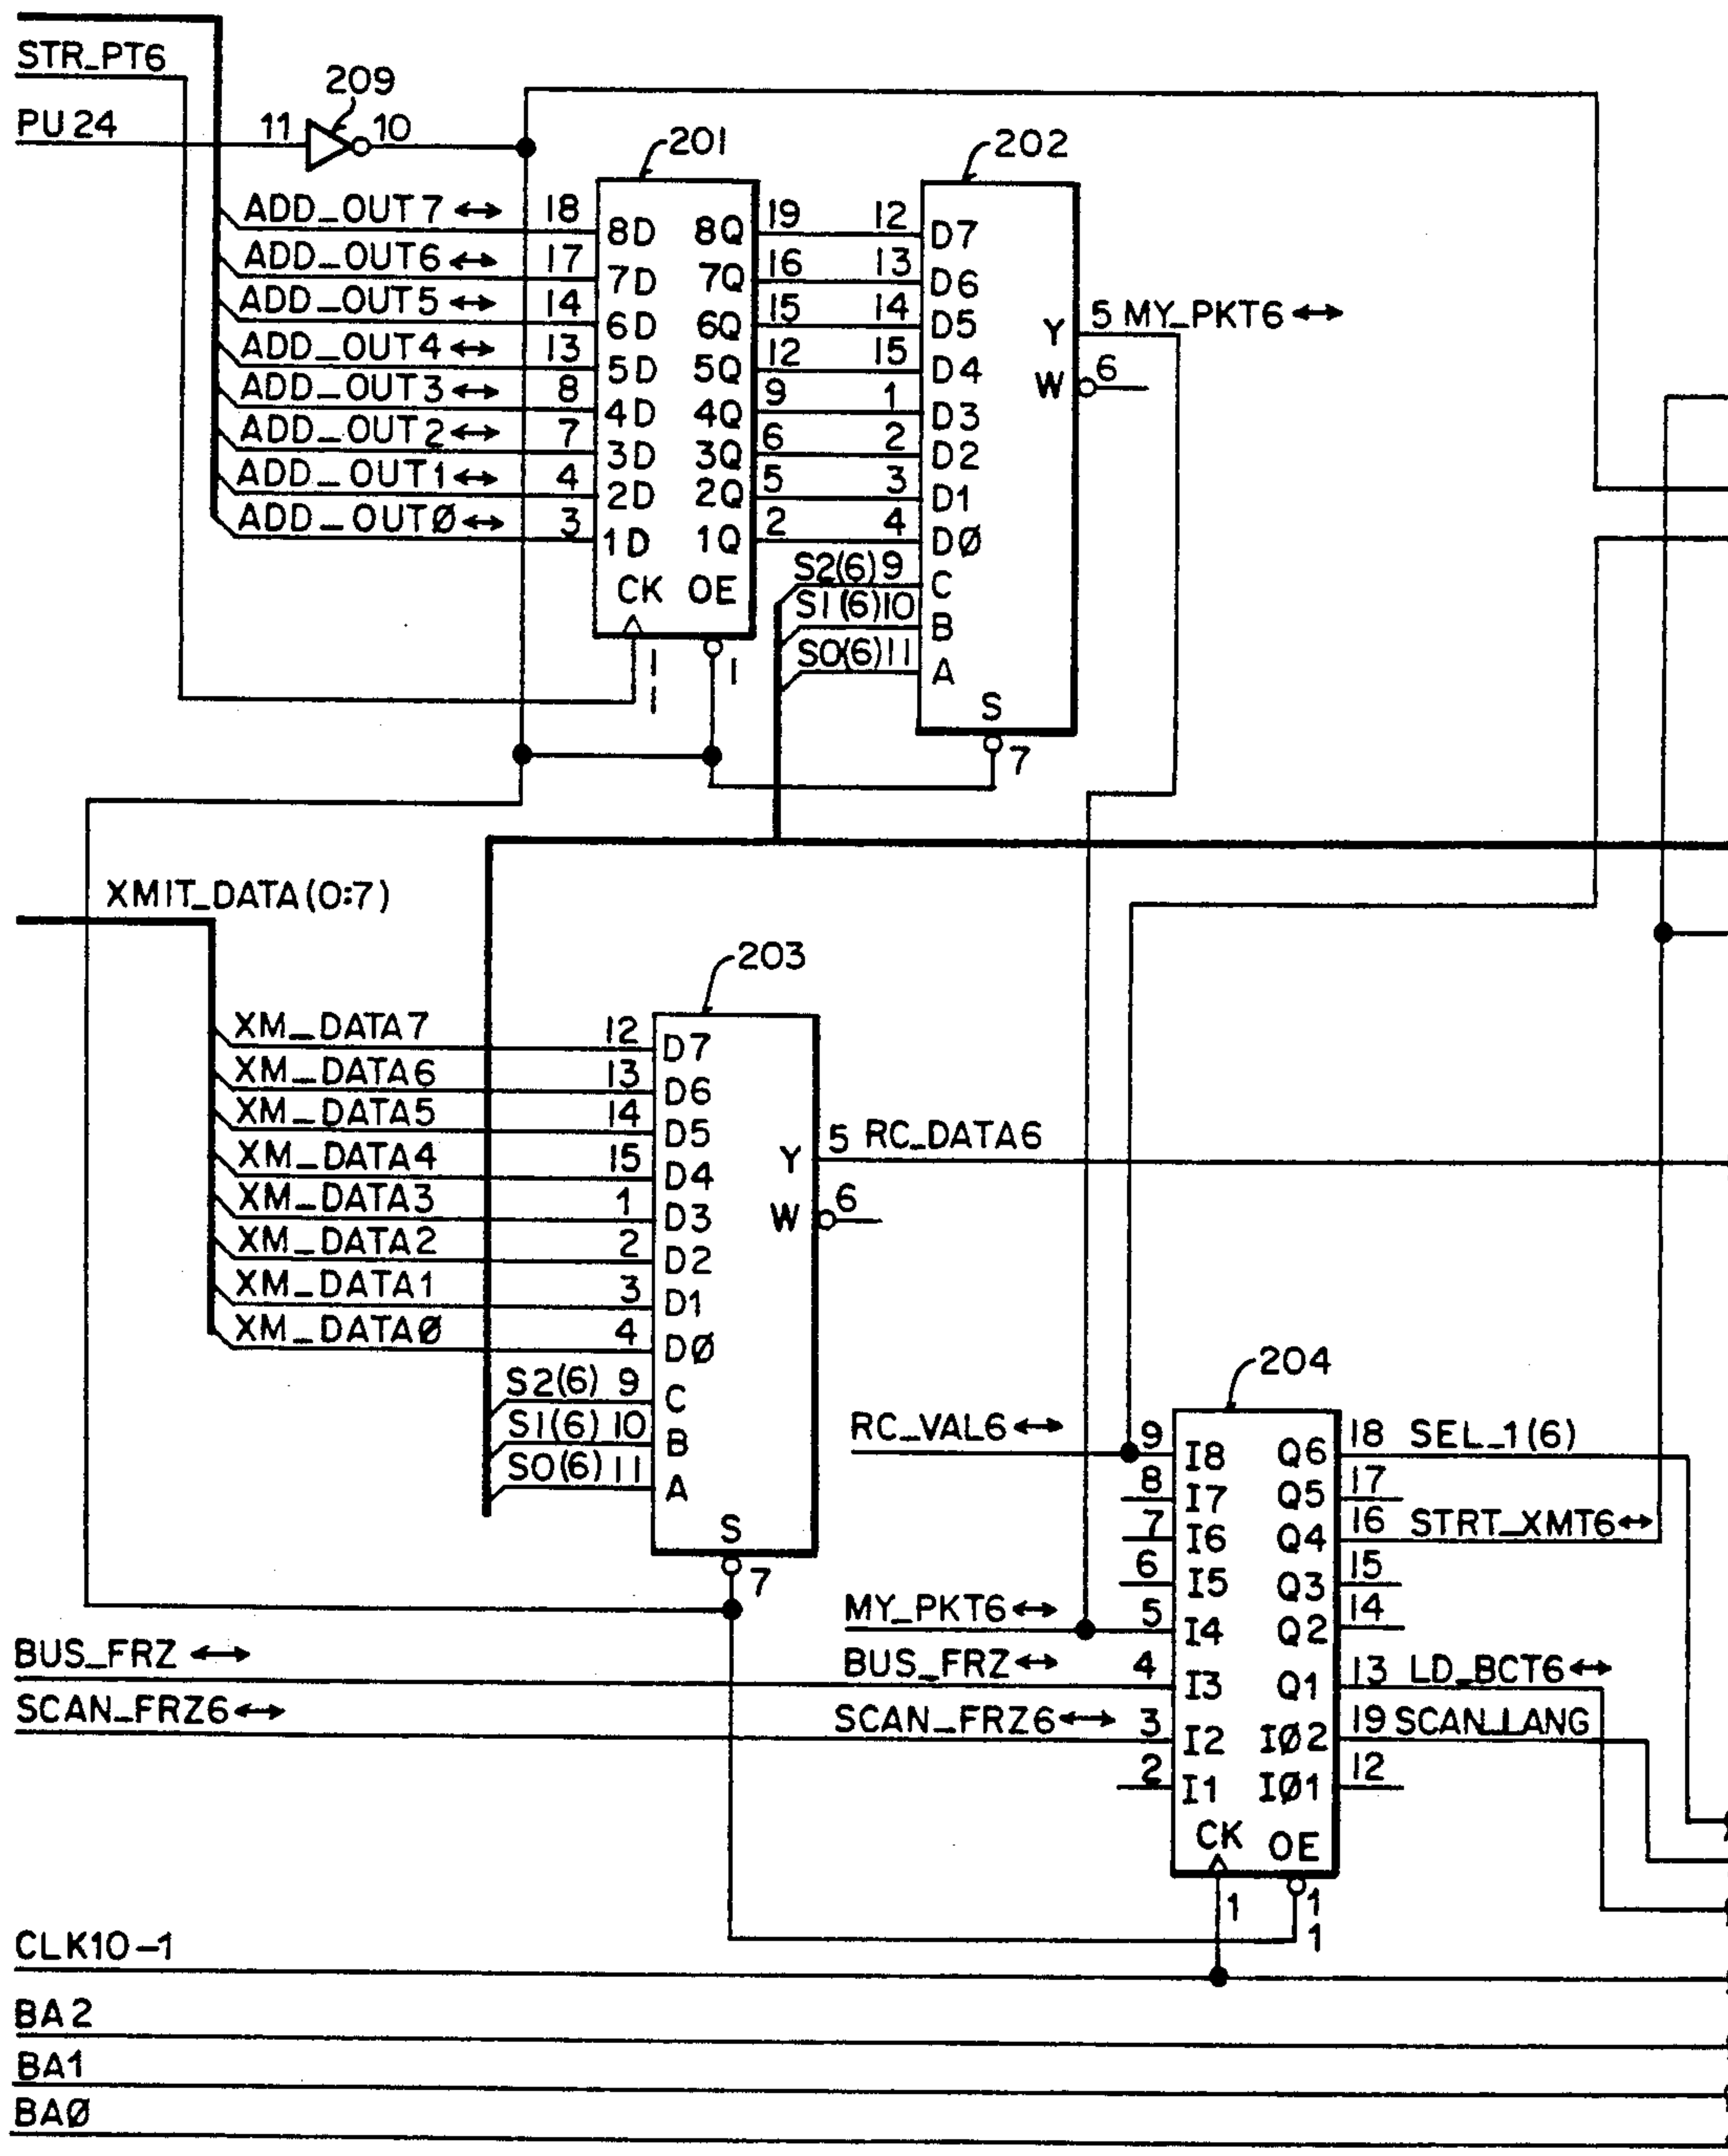 STR_PT6
209
PU24 11 10
201 202
ADD_OUT7 ↔ 18 8D 8Q 19 12 D7
ADD_OUT6 ↔ 17 7D 7Q 16 13 D6
ADD_OUT5 ↔ 14 6D 6Q 15 14 D5
Y 5 MY_PKT6 ↔
ADD_OUT4 ↔ 13 5D 5Q 12 15 D4
W 6
ADD_OUT3 ↔ 8 4D 4Q 9 1 D3
ADD_OUT2 ↔ 7 3D 3Q 6 2 D2
ADD_OUT1 ↔ 4 2D 2Q 5 3 D1
ADD_OUTØ ↔ 3 1D 1Q 2 4 DØ
CK OE S2(6) 9 C
S1(6) 10 B
S0(6) 11 A
11 1
S
7
XMIT_DATA(0:7)
203
XM_DATA7 12 D7
XM_DATA6 13 D6
XM_DATA5 14 D5
Y 5 RC_DATA6
XM_DATA4 15 D4
XM_DATA3 1 D3
W 6
XM_DATA2 2 D2
XM_DATA1 3 D1
XM_DATAØ 4 DØ
204
S2(6) 9 C
S1(6) 10 B
S0(6) 11 A
S
7
RC_VAL6 ↔ 9 I8 Q6 18 SEL_1(6)
8 I7 Q5 17
7 I6 Q4 16 STRT_XMT6 ↔
6 I5 Q3 15
MY_PKT6 ↔ 5 I4 Q2 14
BUS_FRZ ↔ BUS_FRZ ↔ 4 I3 Q1 13 LD_BCT6 ↔
SCAN_FRZ6 ↔ SCAN_FRZ6 ↔ 3 I2 IØ2 19 SCAN_LANG
2 I1 IØ1 12
CK OE
1 11
CLK10-1
BA2
BA1
BAØ